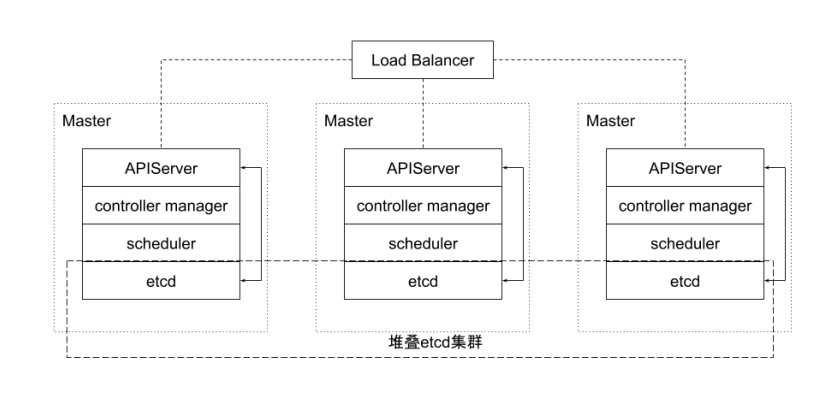 Load Balancer
Master
APIServer
controller manager
scheduler
etcd
Master
APIServer
controller manager
scheduler
etcd
Master
APIServer
controller manager
scheduler
etcd
堆叠etcd集群